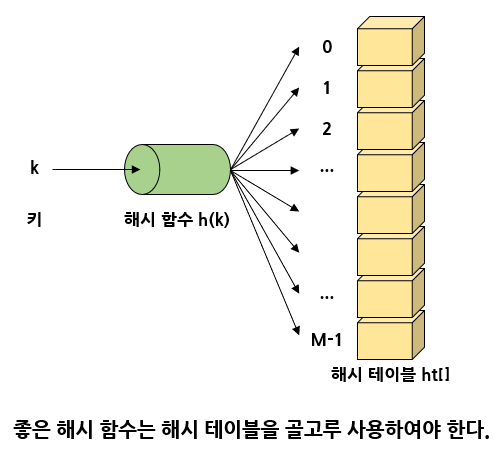 0
1
2
k
...
키
해시 함수 h(k)
...
M-1
해시 테이블 ht[]
좋은 해시 함수는 해시 테이블을 골고루 사용하여야 한다.